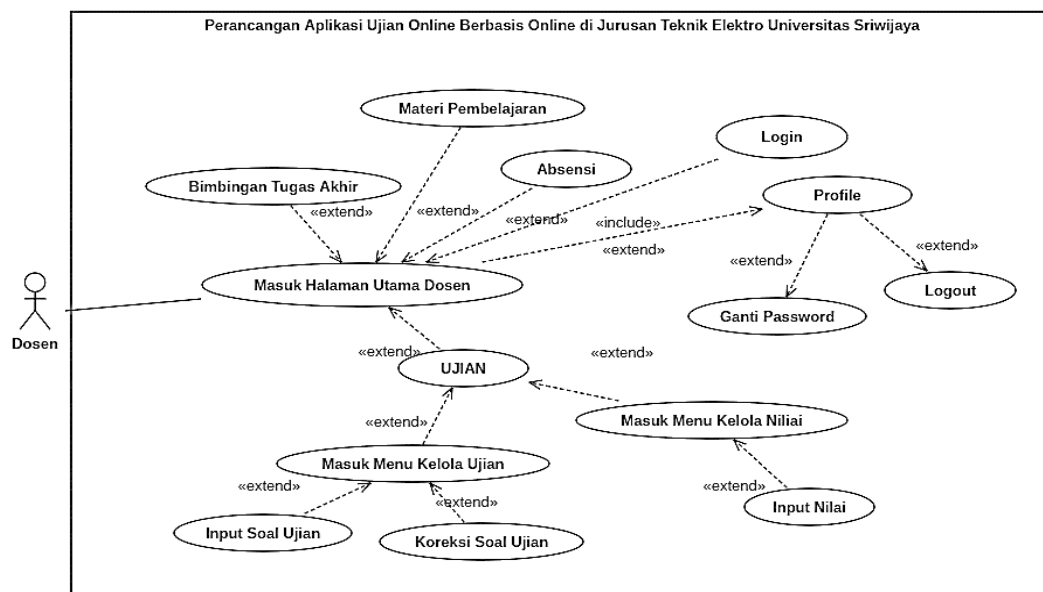 Perancangan Aplikasi Ujian Online Berbasis Online di Jurusan Teknik Elektro Universitas Sriwijaya
Materi Pembelajaran
Login
Absensi
Bimbingan Tugas Akhir
Profile
«extend»
«extend»
«extend»
«include»
«extend»
«extend»
«extend»
Masuk Halaman Utama Dosen
Logout
Ganti Password
Dosen
«extend»
«extend»
UJIAN
«extend»
Masuk Menu Kelola Niliai
Masuk Menu Kelola Ujian
«extend»
«extend»
«extend»
Input Nilai
Input Soal Ujian
Koreksi Soal Ujian